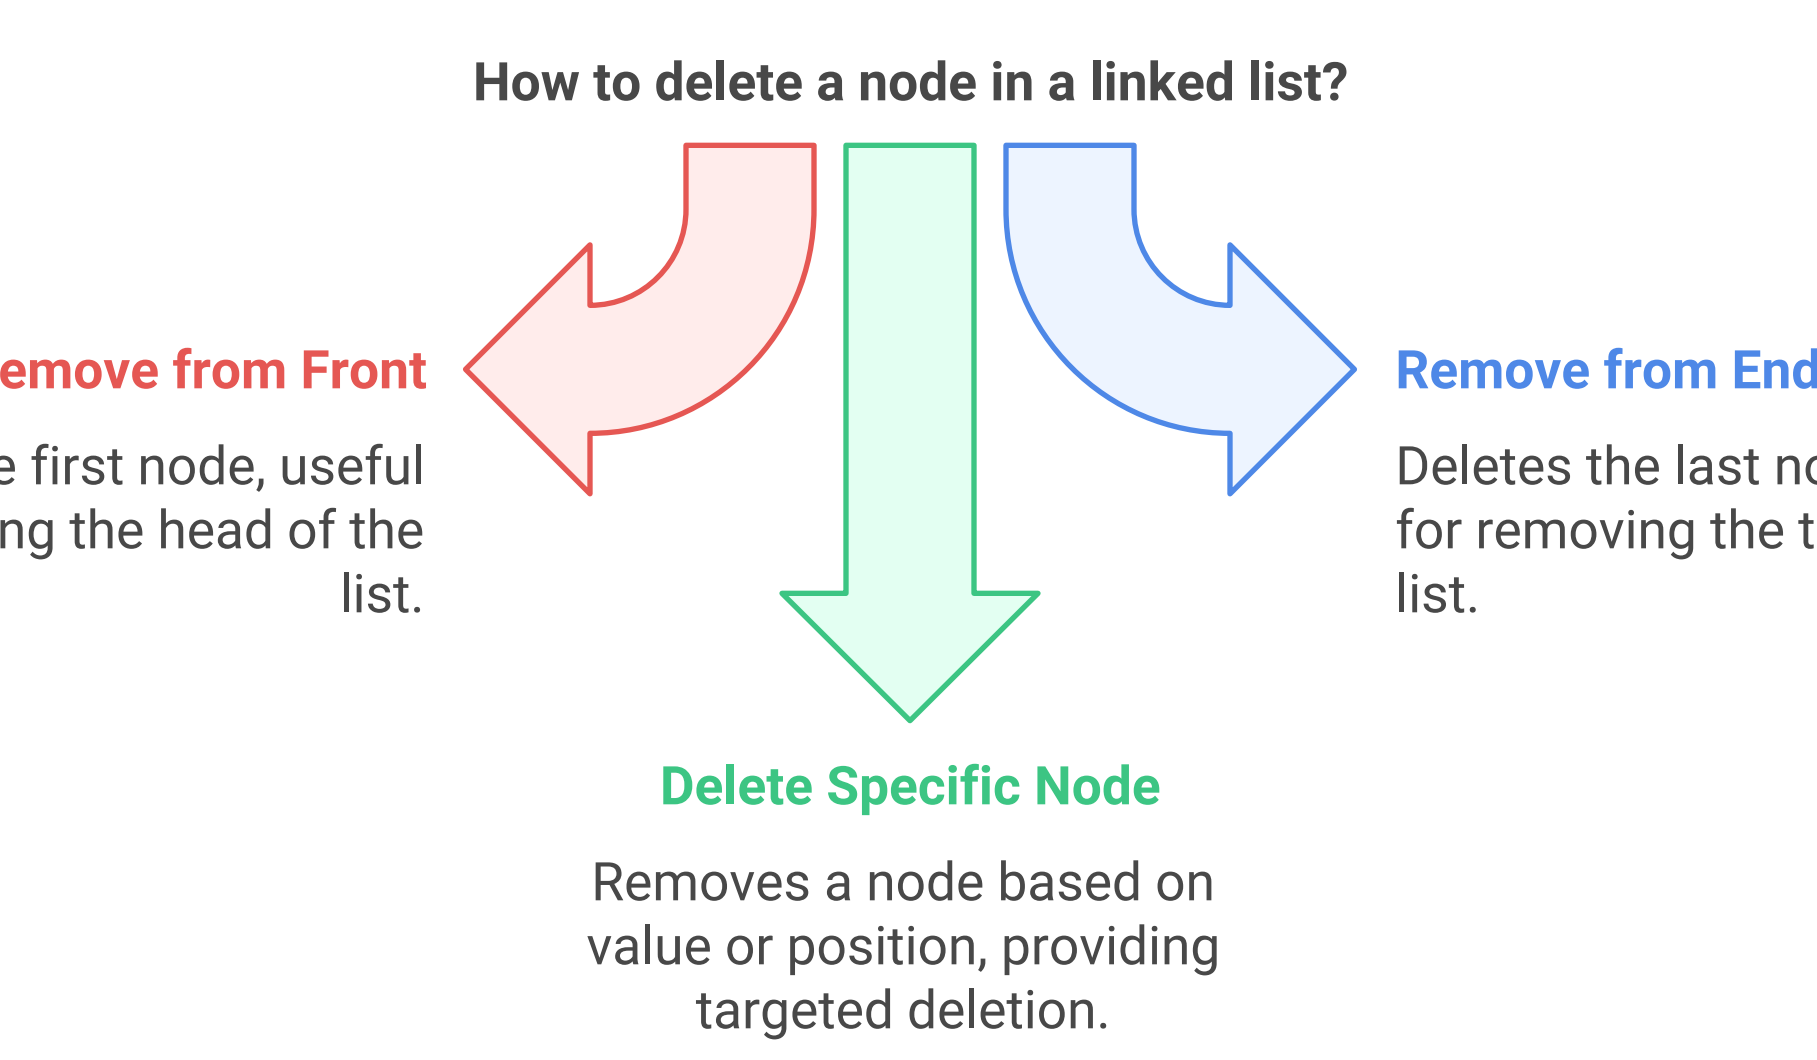 How to delete a node in a linked list?
emove from Front
e first node, useful
ng the head of the
list.
Remove from End
Deletes the last no
for removing the t
list.
Delete Specific Node
Removes a node based on
value or position, providing
targeted deletion.